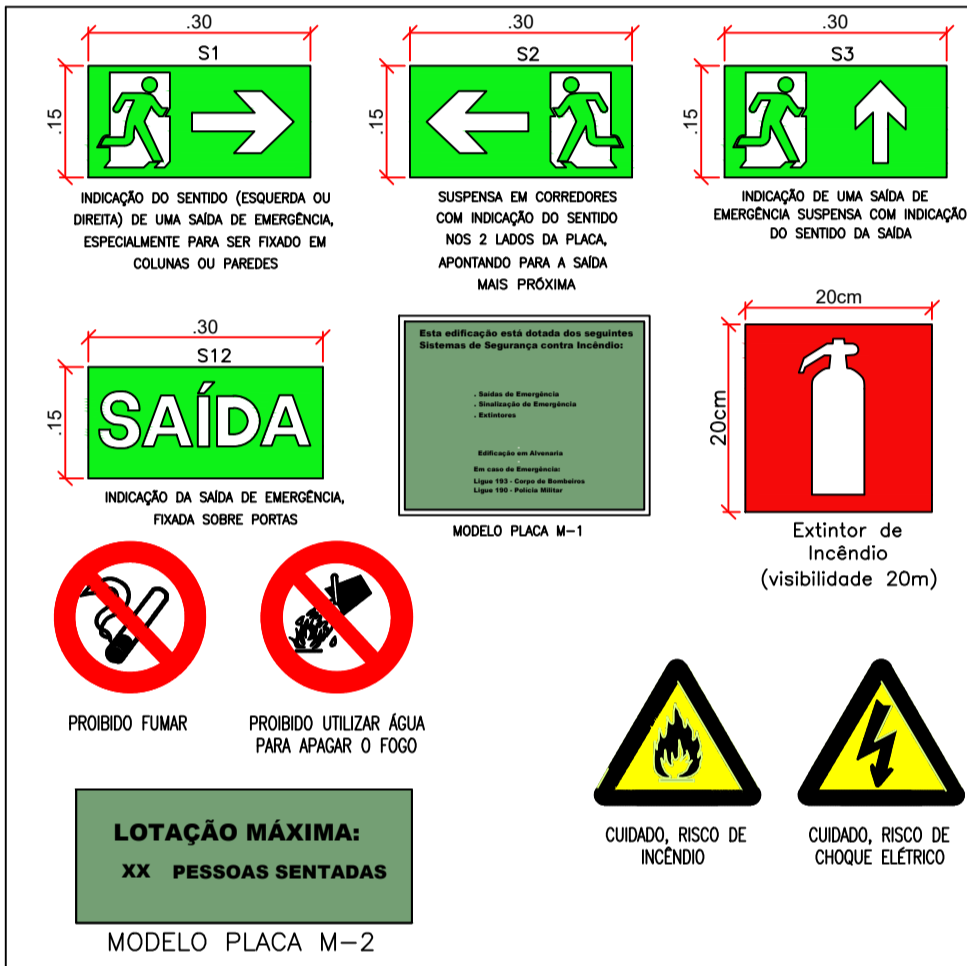 .30
S1
.15
INDICAÇÃO DO SENTIDO (ESQUERDA OU
DIREITA) DE UMA SAÍDA DE EMERGÊNCIA,
ESPECIALMENTE PARA SER FIXADO EM
COLUNAS OU PAREDES
.30
S2
.15
SUSPENSA EM CORREDORES
COM INDICAÇÃO DO SENTIDO
NOS 2 LADOS DA PLACA,
APONTANDO PARA A SAÍDA
MAIS PRÓXIMA
.30
S3
.15
INDICAÇÃO DE UMA SAÍDA DE
EMERGÊNCIA SUSPENSA COM INDICAÇÃO
DO SENTIDO DA SAÍDA
.30
S12
.15
SAÍDA
INDICAÇÃO DA SAÍDA DE EMERGÊNCIA,
FIXADA SOBRE PORTAS
Esta edificação está dotada dos seguintes
Sistemas de Segurança contra Incêndio:
. Saídas de Emergência
. Sinalização de Emergência
. Extintores
Edificação em Alvenaria
Em caso de Emergência:
Ligue 193 - Corpo de Bombeiros
Ligue 190 - Polícia Militar
MODELO PLACA M-1
20cm
20cm
Extintor de
Incêndio
(visibilidade 20m)
PROIBIDO FUMAR
PROIBIDO UTILIZAR ÁGUA
PARA APAGAR O FOGO
CUIDADO, RISCO DE
INCÊNDIO
CUIDADO, RISCO DE
CHOQUE ELÉTRICO
LOTAÇÃO MÁXIMA:
XX PESSOAS SENTADAS
MODELO PLACA M-2